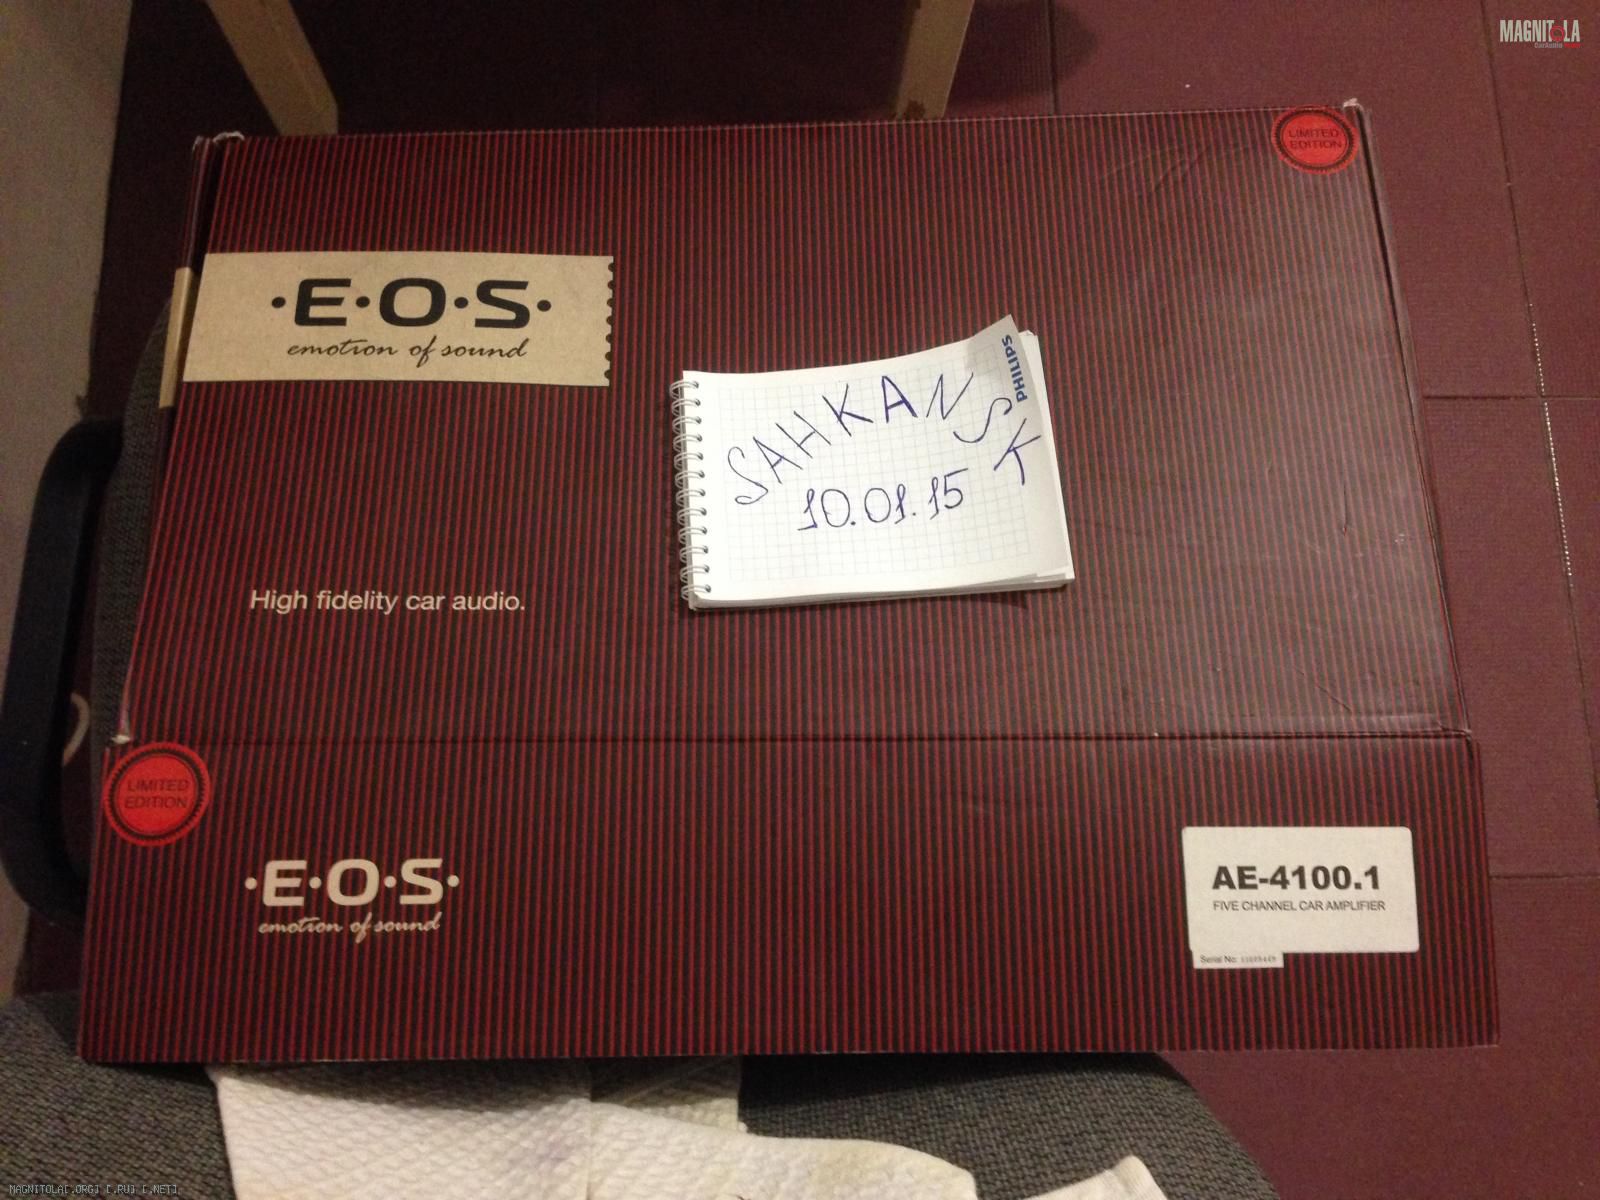 MAGNITOLA
LIMITED
EDITION
·E·O·S·
emotion of sound
PHILIPS
SAHKANSK
10.01.15
High fidelity car audio.
LIMITED
EDITION
·E·O·S·
emotion of sound
AE-4100.1
FIVE CHANNEL CAR AMPLIFIER
Serial No.
MAGNITOLA[.ORG] [.RU] [.NET]